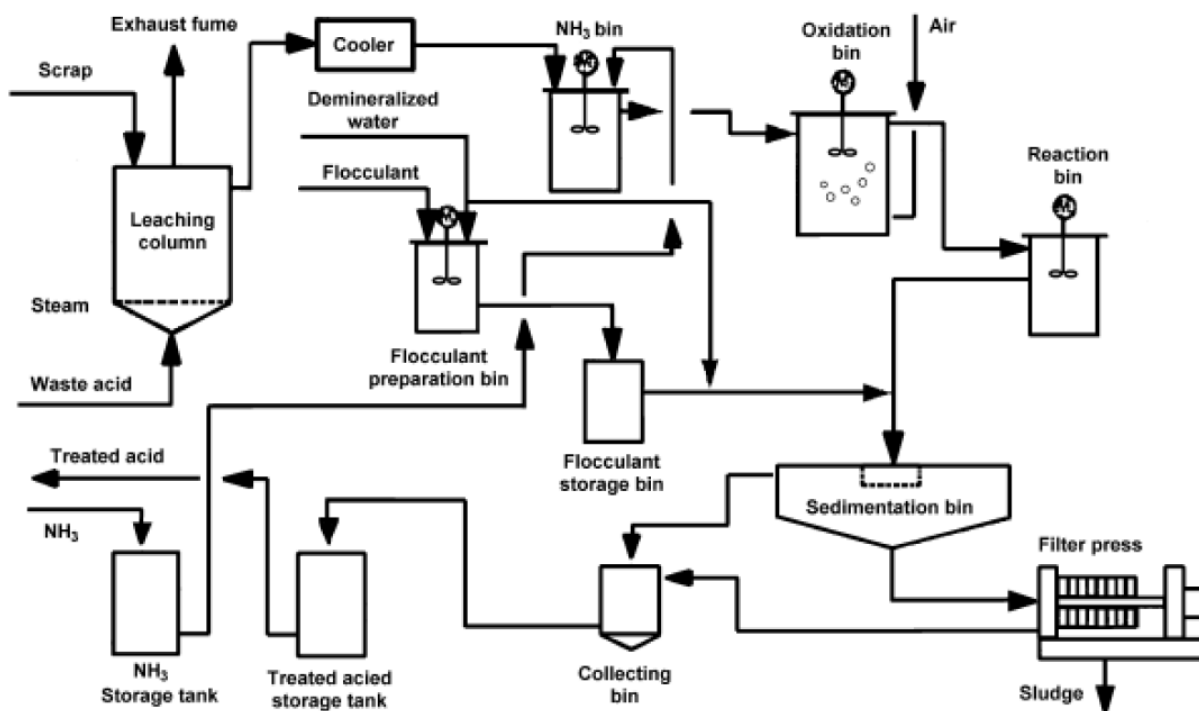 Exhaust fume
Cooler
NH₃ bin
Oxidation
bin
Air
Scrap
Demineralized
water
Flocculant
Reaction
bin
Leaching
column
Steam
Waste acid
Flocculant
preparation bin
Treated acid
NH₃
Flocculant
storage bin
Sedimentation bin
Filter press
NH₃
Storage tank
Treated acied
storage tank
Collecting
bin
Sludge
M
M
M
M